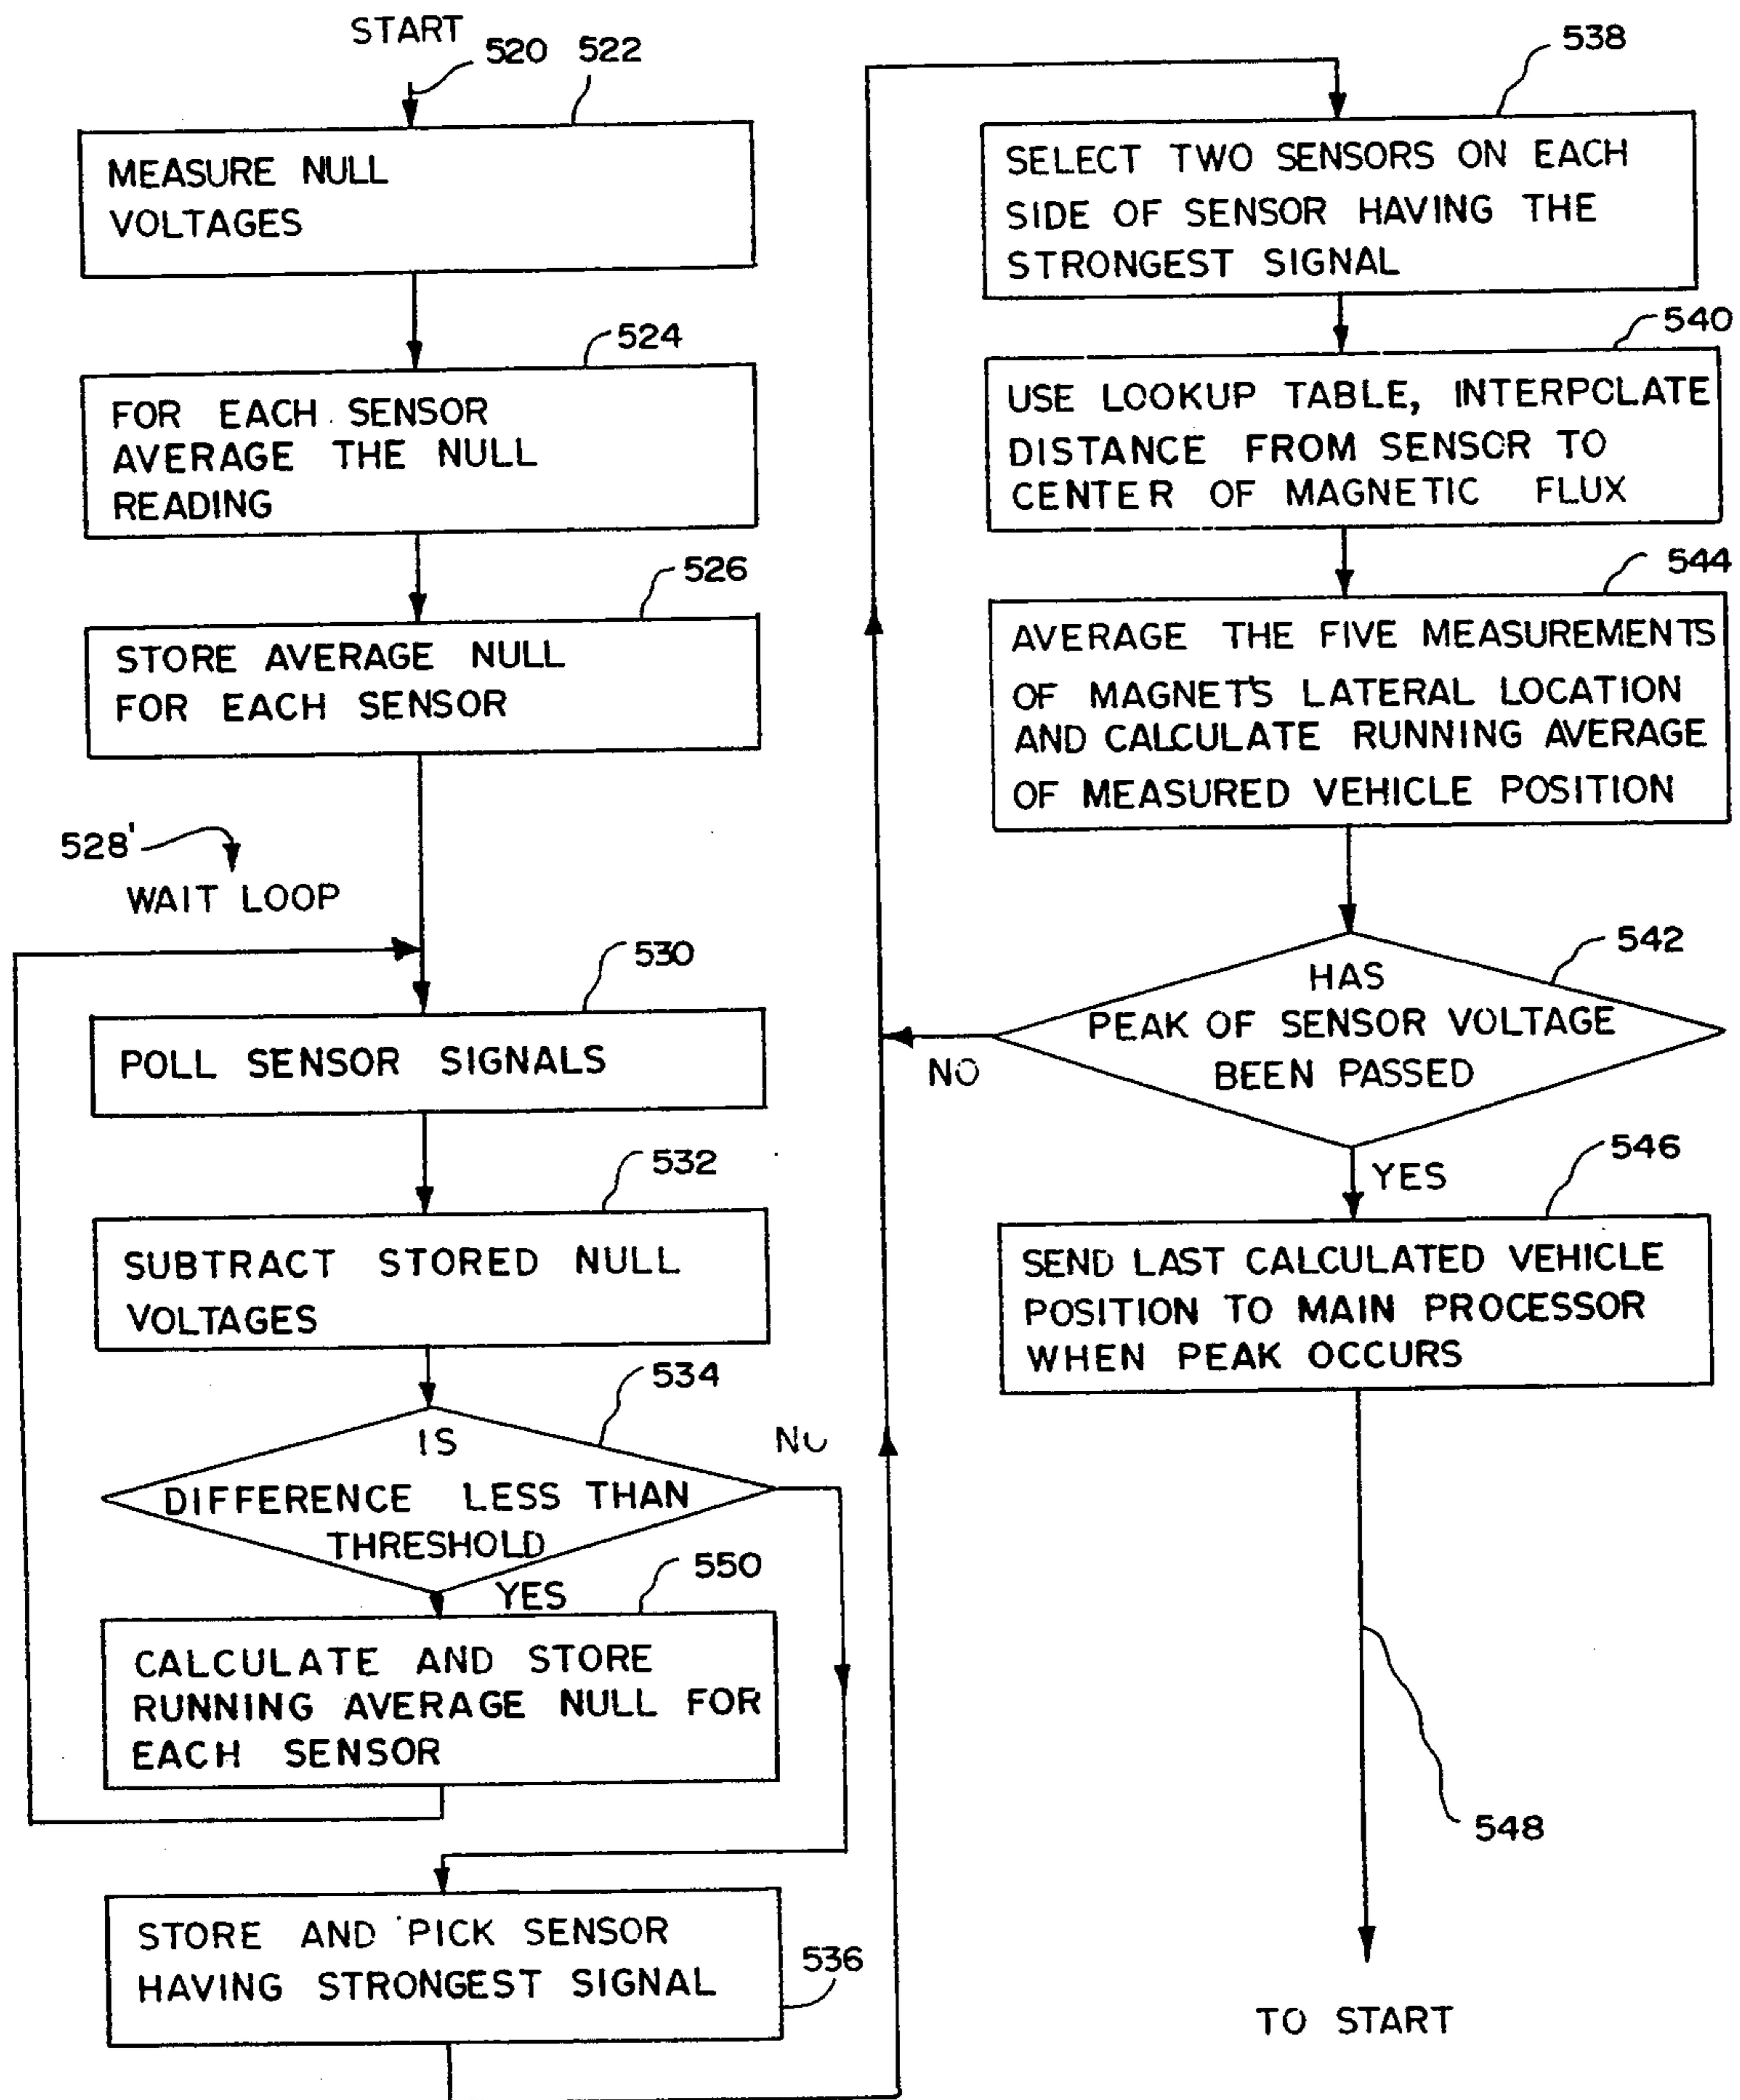 START
520
522
MEASURE NULL
VOLTAGES
524
FOR EACH SENSOR
AVERAGE THE NULL
READING
526
STORE AVERAGE NULL
FOR EACH SENSOR
528'
WAIT LOOP
530
POLL SENSOR SIGNALS
532
SUBTRACT STORED NULL
VOLTAGES
534
IS
DIFFERENCE LESS THAN
THRESHOLD
NO
YES
550
CALCULATE AND STORE
RUNNING AVERAGE NULL FOR
EACH SENSOR
STORE AND PICK SENSOR
HAVING STRONGEST SIGNAL
536
538
SELECT TWO SENSORS ON EACH
SIDE OF SENSOR HAVING THE
STRONGEST SIGNAL
540
USE LOOKUP TABLE, INTERPOLATE
DISTANCE FROM SENSOR TO
CENTER OF MAGNETIC FLUX
544
AVERAGE THE FIVE MEASUREMENTS
OF MAGNET'S LATERAL LOCATION
AND CALCULATE RUNNING AVERAGE
OF MEASURED VEHICLE POSITION
542
HAS
PEAK OF SENSOR VOLTAGE
BEEN PASSED
NO
YES
546
SEND LAST CALCULATED VEHICLE
POSITION TO MAIN PROCESSOR
WHEN PEAK OCCURS
548
TO START